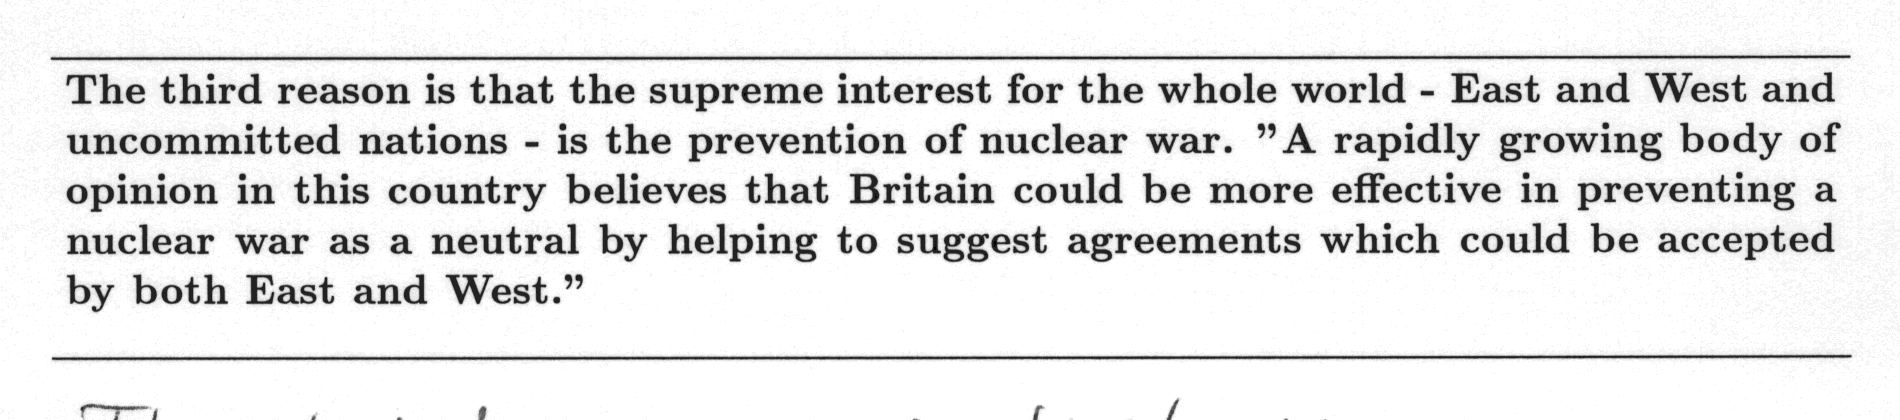 The third reason is that the supreme interest for the whole world - East and West and
uncommitted nations - is the prevention of nuclear war. ”A rapidly growing body of
opinion in this country believes that Britain could be more effective in preventing a
nuclear war as a neutral by helping to suggest agreements which could be accepted
by both East and West.”